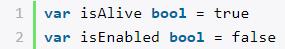 1 var isAlive bool = true
2 var isEnabled bool = false